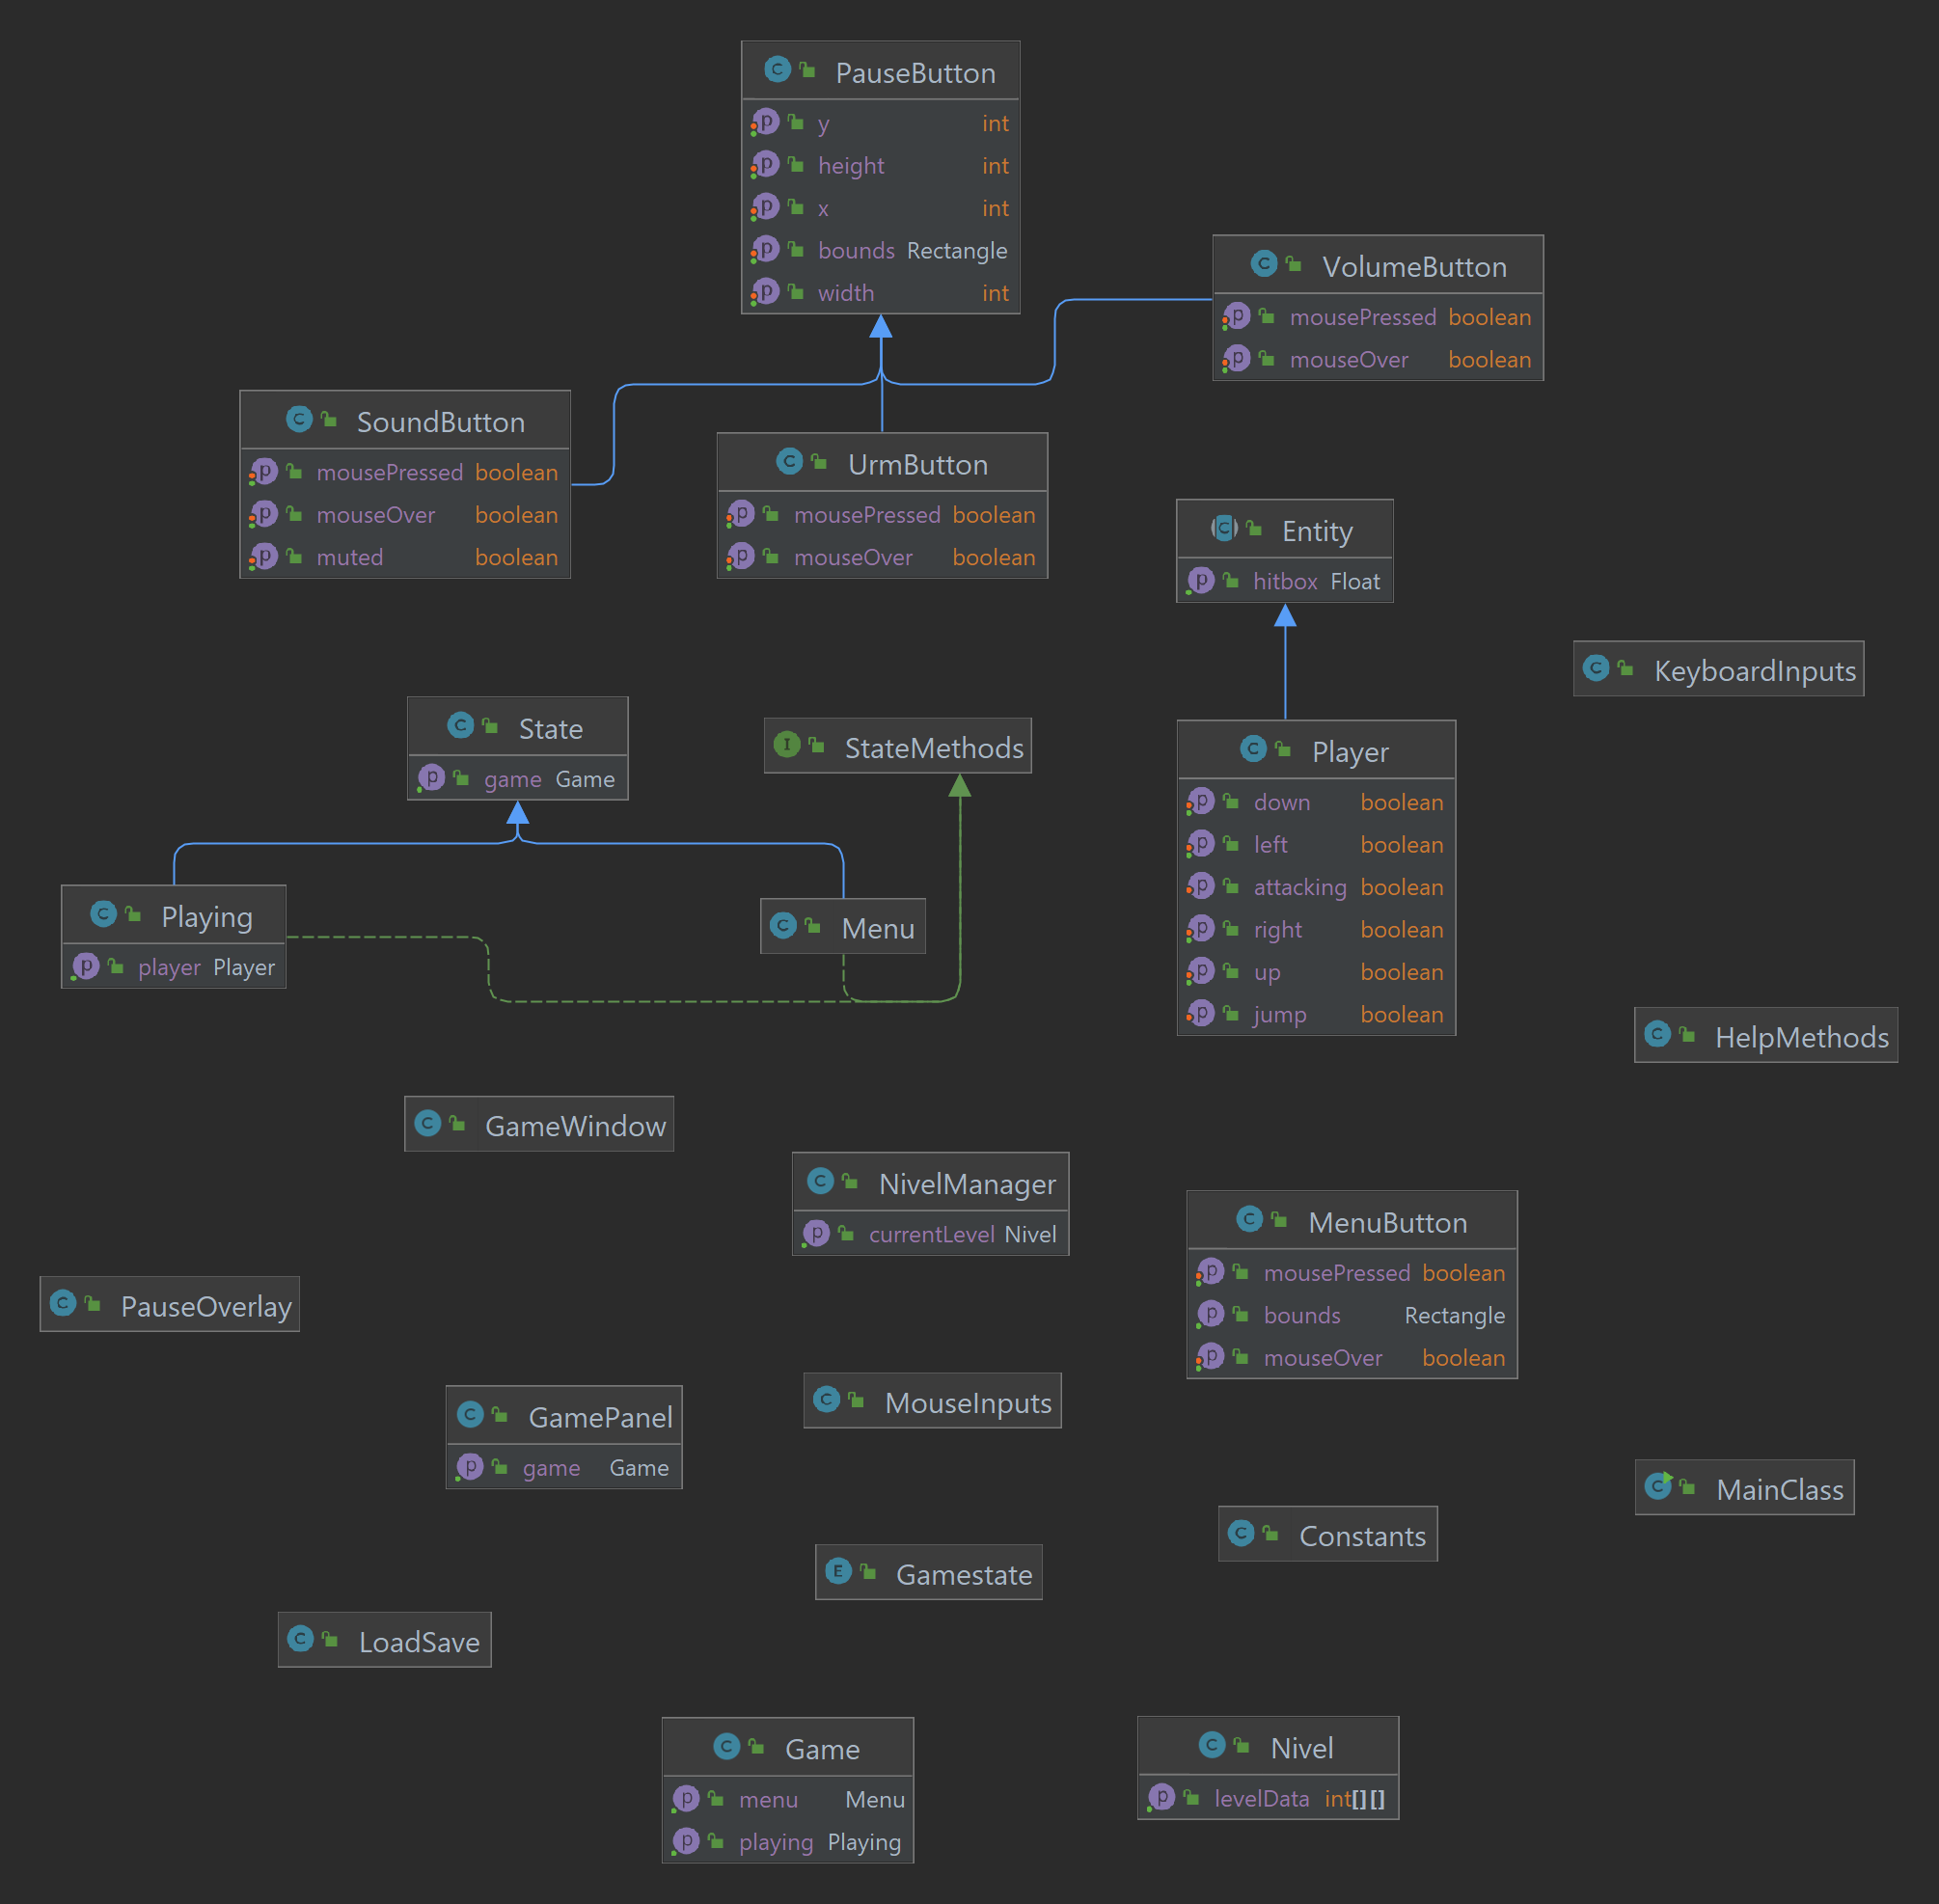 PauseButton
y int
height int
x int
bounds Rectangle
width int
VolumeButton
mousePressed boolean
mouseOver boolean
SoundButton
mousePressed boolean
mouseOver boolean
muted boolean
UrmButton
mousePressed boolean
mouseOver boolean
Entity
hitbox Float
KeyboardInputs
State
game Game
StateMethods
Player
down boolean
left boolean
attacking boolean
right boolean
up boolean
jump boolean
Playing
player Player
Menu
HelpMethods
GameWindow
NivelManager
currentLevel Nivel
MenuButton
mousePressed boolean
bounds Rectangle
mouseOver boolean
PauseOverlay
GamePanel
game Game
MouseInputs
MainClass
Constants
Gamestate
LoadSave
Game
menu Menu
playing Playing
Nivel
levelData int[][]